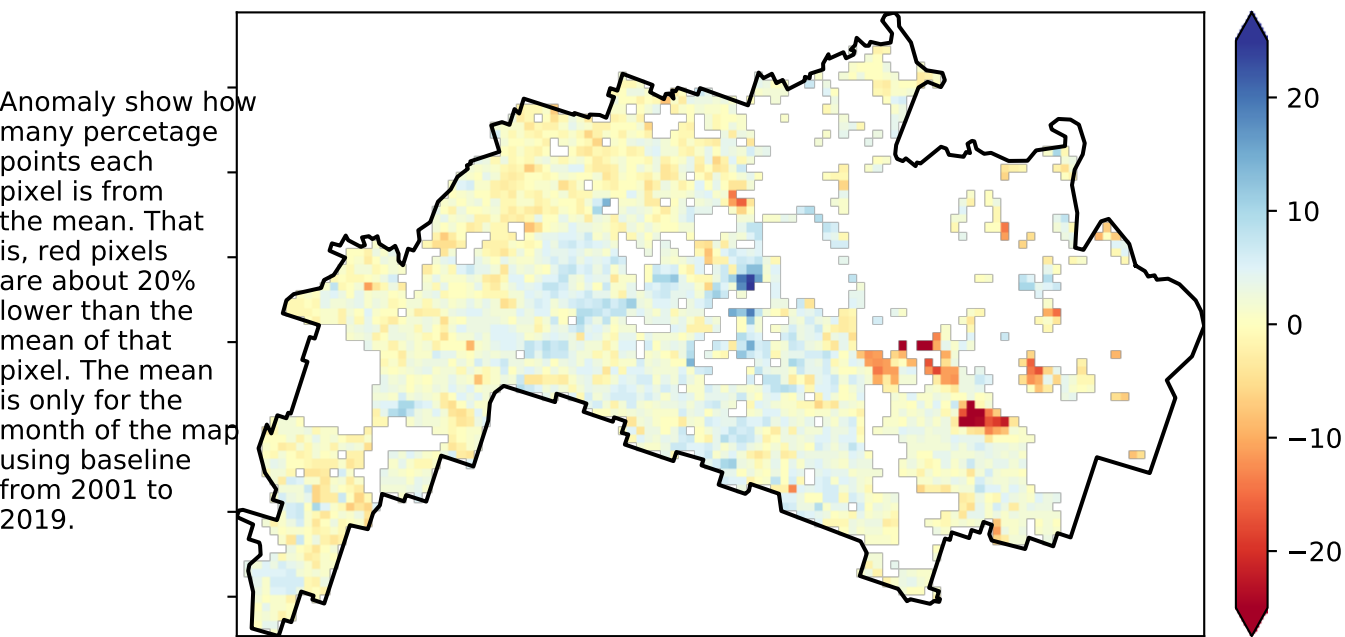 Anomaly show how
many percetage
points each
pixel is from
the mean. That
is, red pixels
are about 20%
lower than the
mean of that
pixel. The mean
is only for the
month of the map
using baseline
from 2001 to
2019.
20
10
0
−10
−20